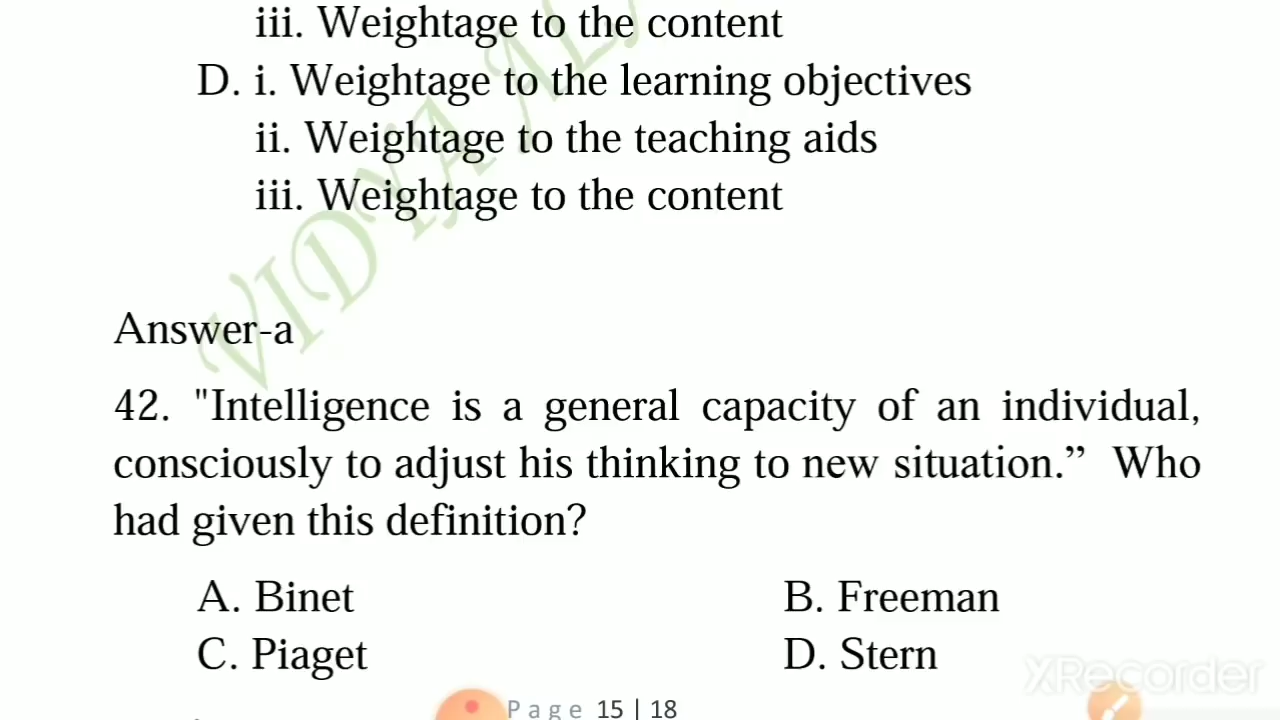 iii. Weightage to the content
D. i. Weightage to the learning objectives
ii. Weightage to the teaching aids
iii. Weightage to the content
VIDYA
Answer-a
42. "Intelligence is a general capacity of an individual,
consciously to adjust his thinking to new situation.” Who
had given this definition?
A. Binet B. Freeman
C. Piaget D. Stern
XRecorder
Page 15 | 18